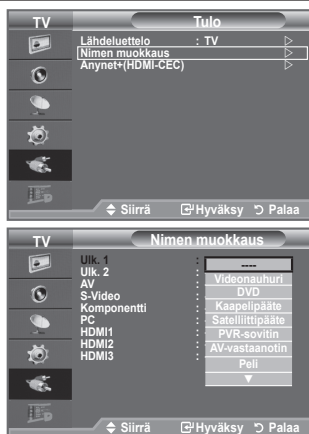 TV Tulo
Lähdeluettelo : TV ▷
Nimen muokkaus ▷
Anynet+(HDMI-CEC) ▷
Siirrä Hyväksy Palaa
TV Nimen muokkaus
Ulk. 1 : ----
Ulk. 2 : Videonauhuri
AV : DVD
S-Video : Kaapelipääte
Komponentti : Satelliittipääte
PC : PVR-sovitin
HDMI1 : AV-vastaanotin
HDMI2 : Peli
HDMI3 : ▼
Siirrä Hyväksy Palaa